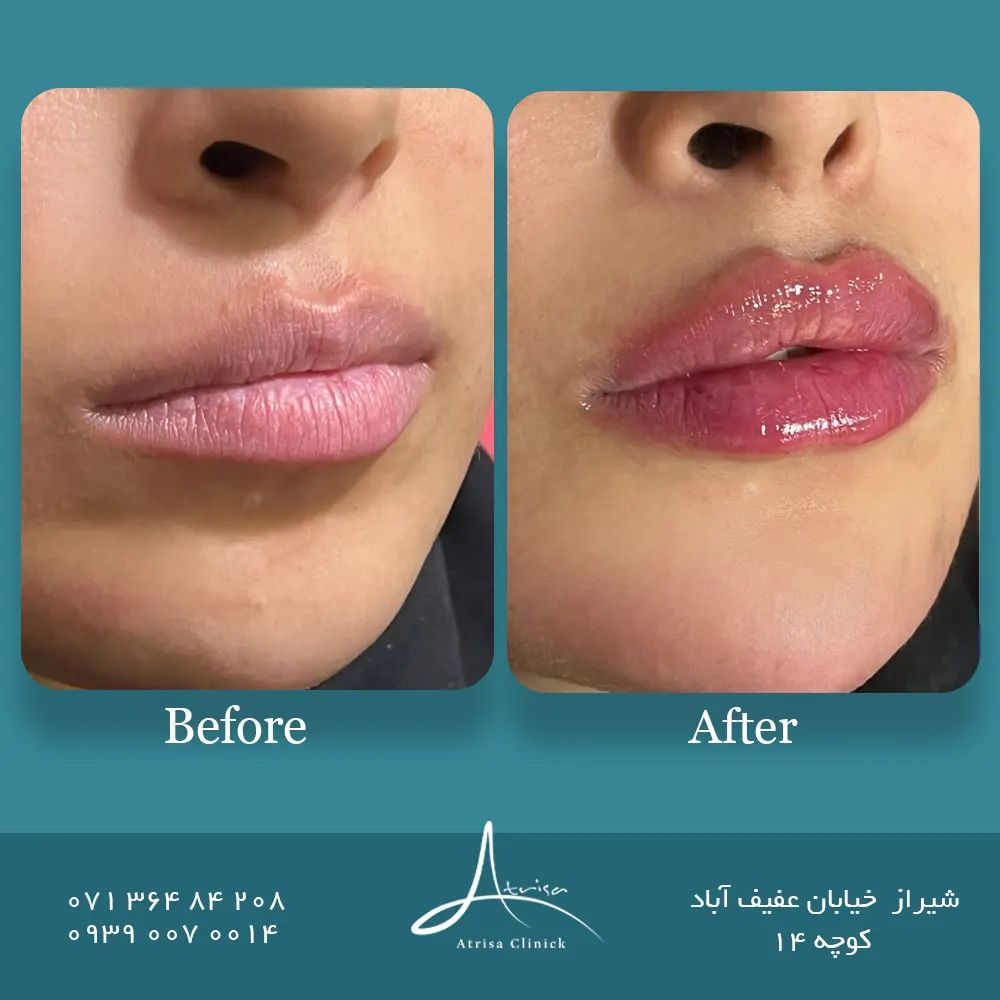 Before
After
۰۷۱ ۳۶۴ ۸۴ ۲۰۸
۰۹۳۹ ۰۰۷ ۰۰۱۴
Atrisa
Atrisa Clinick
شیراز خیابان عفیف آباد
کوچه ۱۴